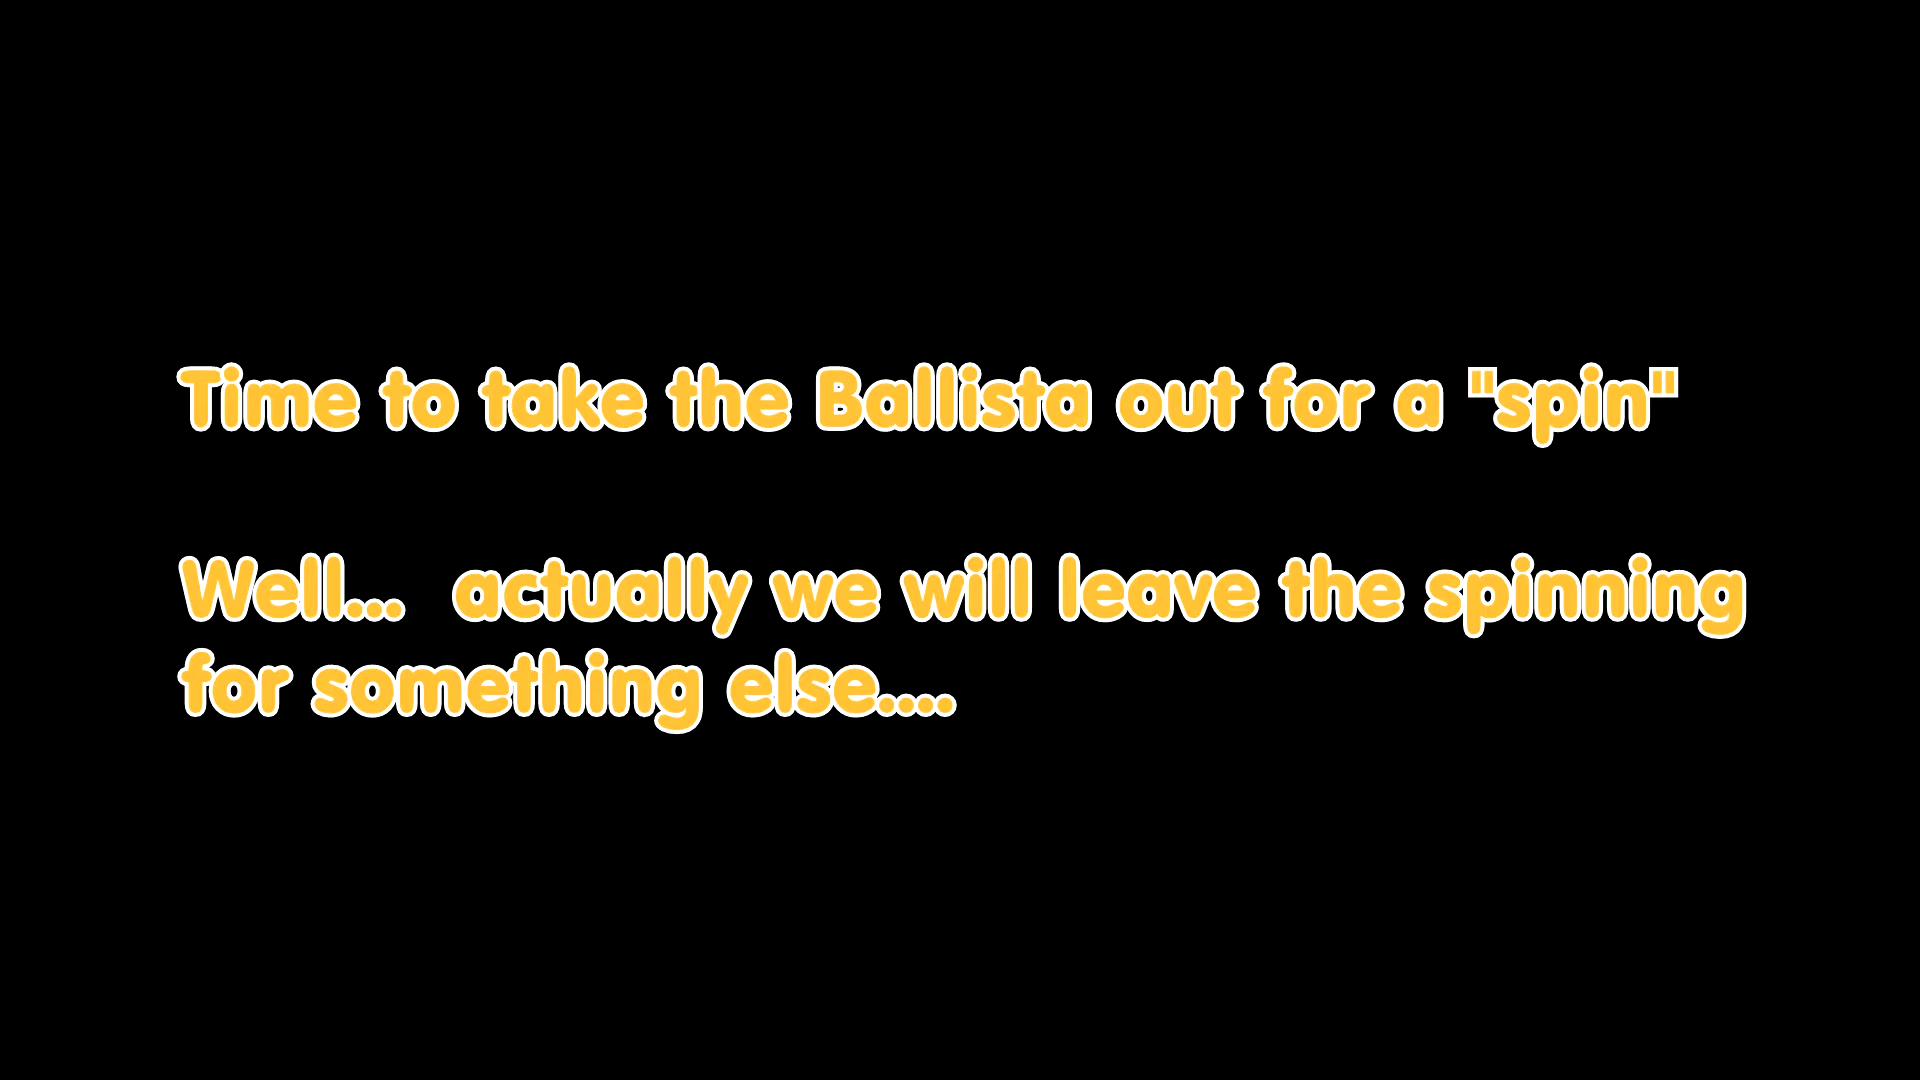 Time to take the Ballista out for a "spin"
Well...  actually we will leave the spinning
for something else....